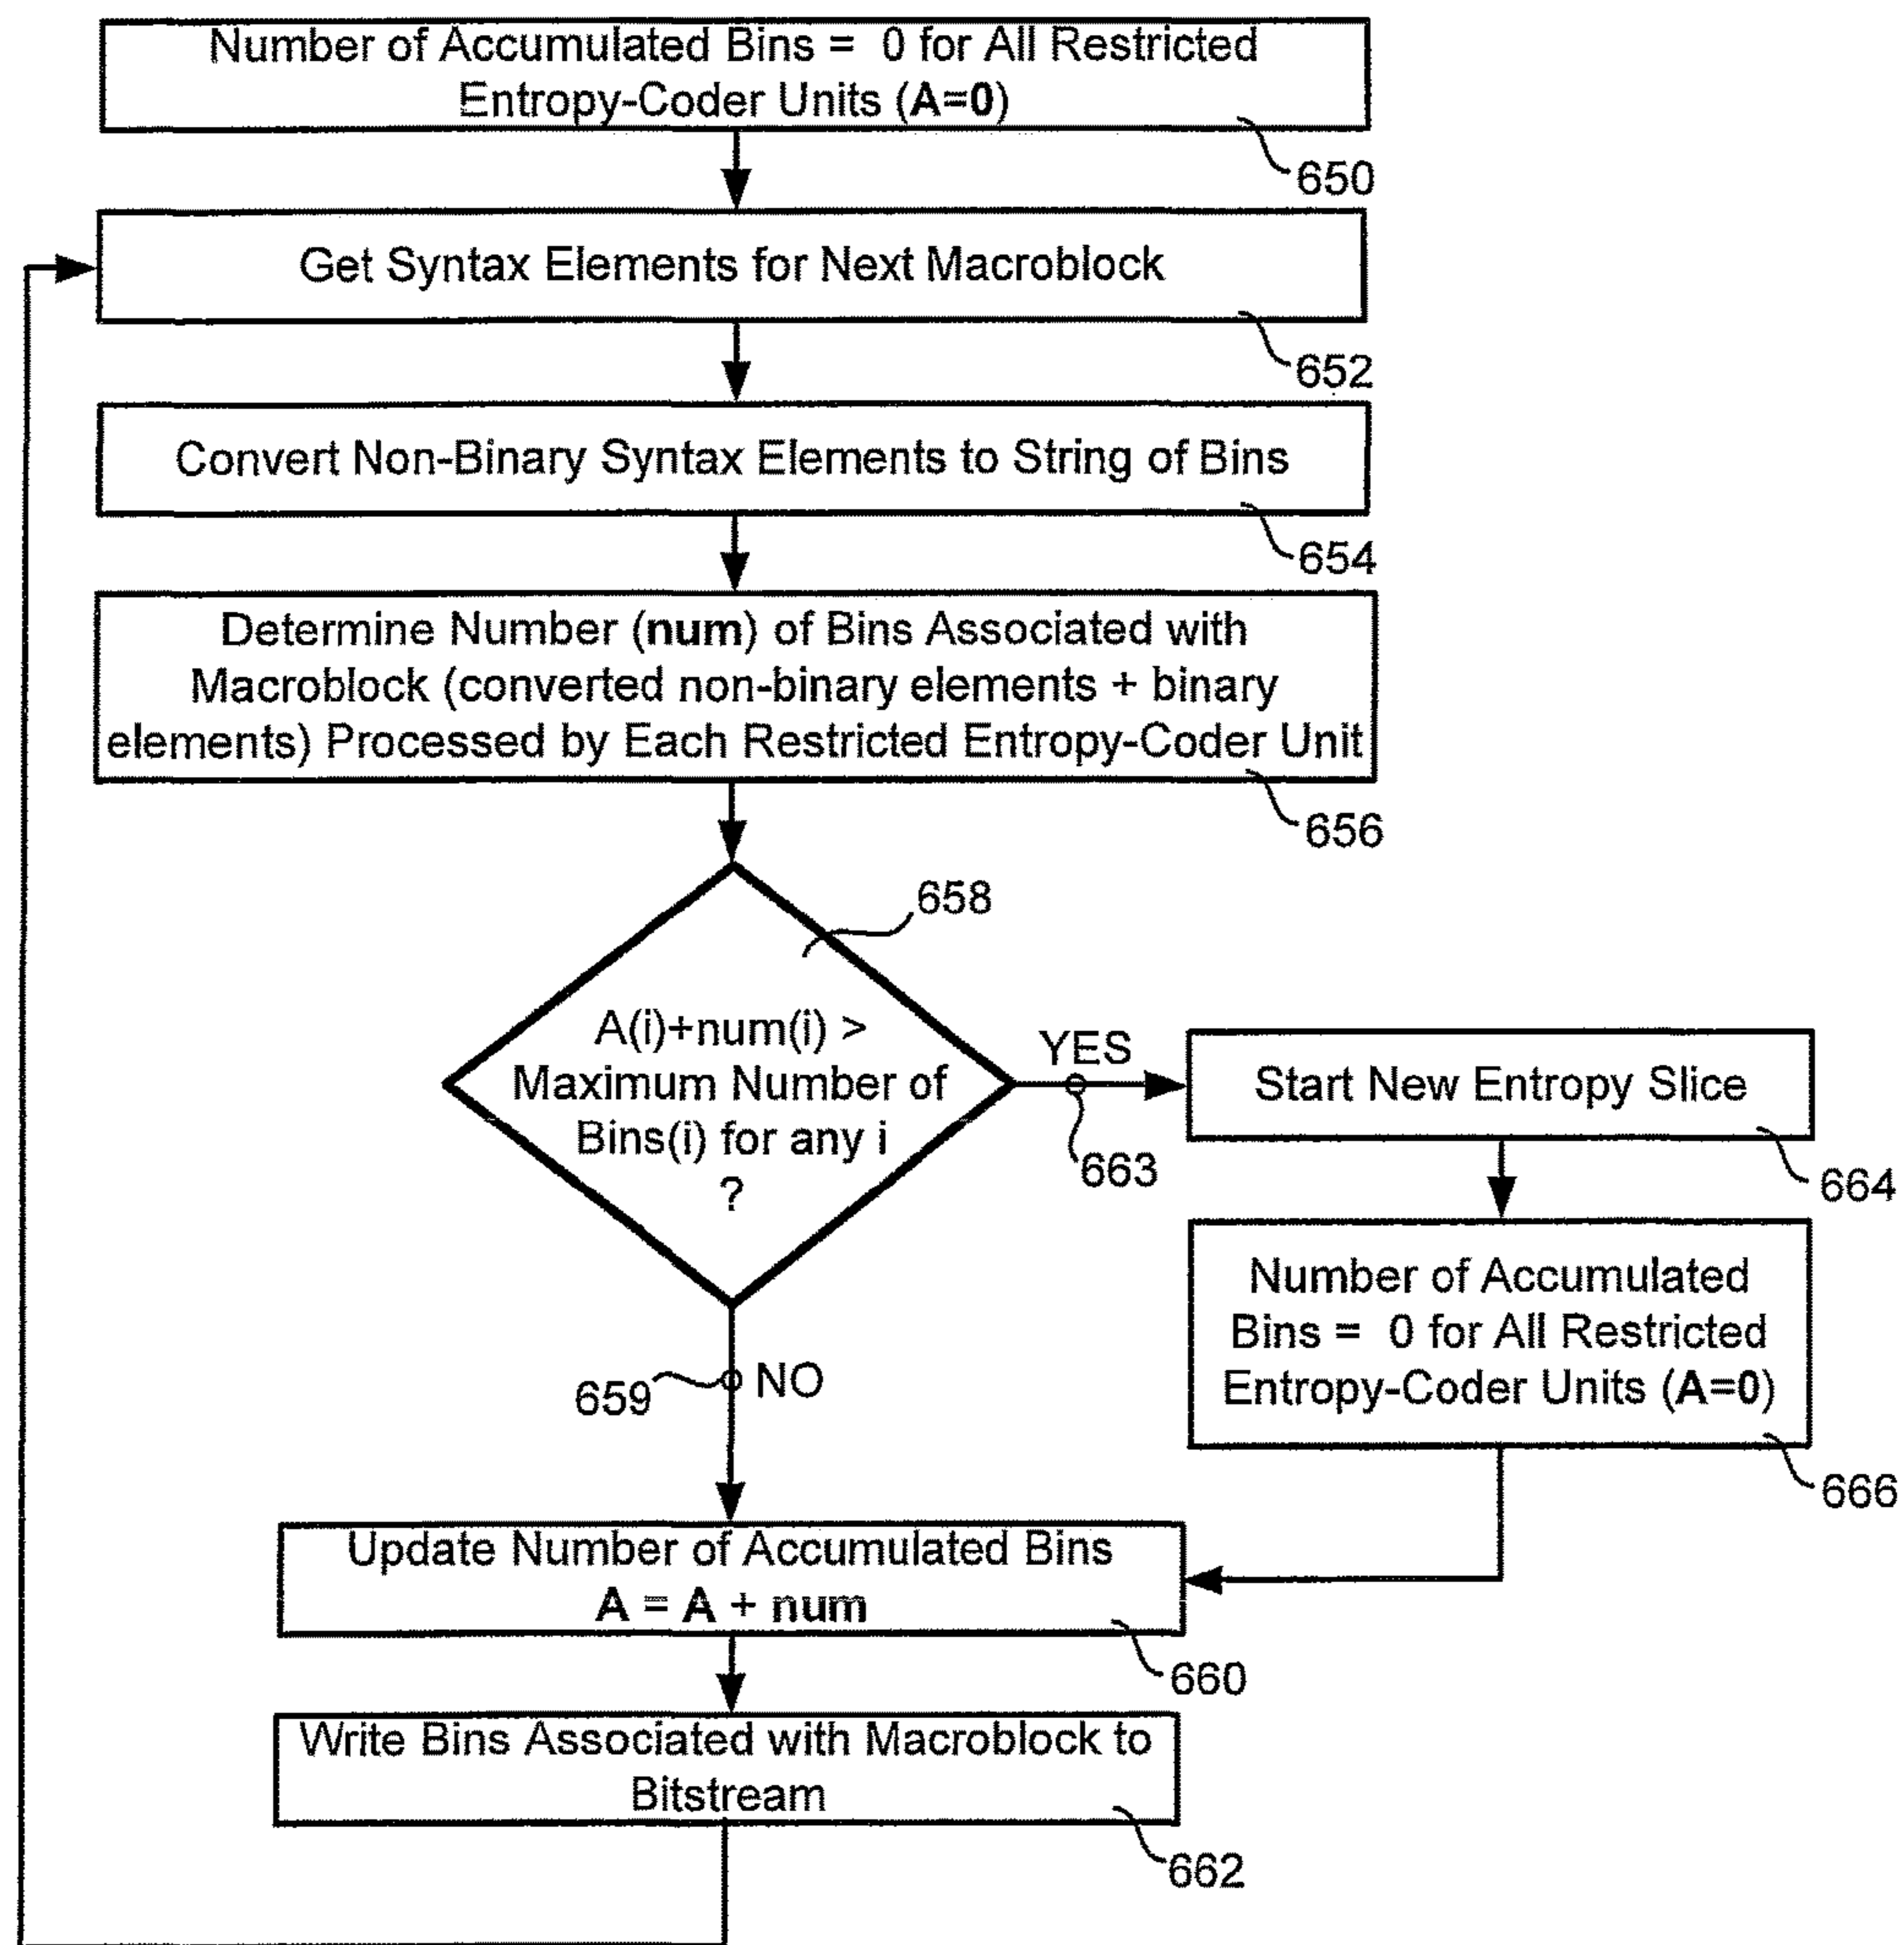 Number of Accumulated Bins = 0 for All Restricted
Entropy-Coder Units (A=0)
650
Get Syntax Elements for Next Macroblock
652
Convert Non-Binary Syntax Elements to String of Bins
654
Determine Number (num) of Bins Associated with
Macroblock (converted non-binary elements + binary
elements) Processed by Each Restricted Entropy-Coder Unit
656
658
A(i)+num(i) >
Maximum Number of
Bins(i) for any i
?
YES
663
Start New Entropy Slice
664
Number of Accumulated
Bins = 0 for All Restricted
Entropy-Coder Units (A=0)
666
659
NO
Update Number of Accumulated Bins
A = A + num
660
Write Bins Associated with Macroblock to
Bitstream
662